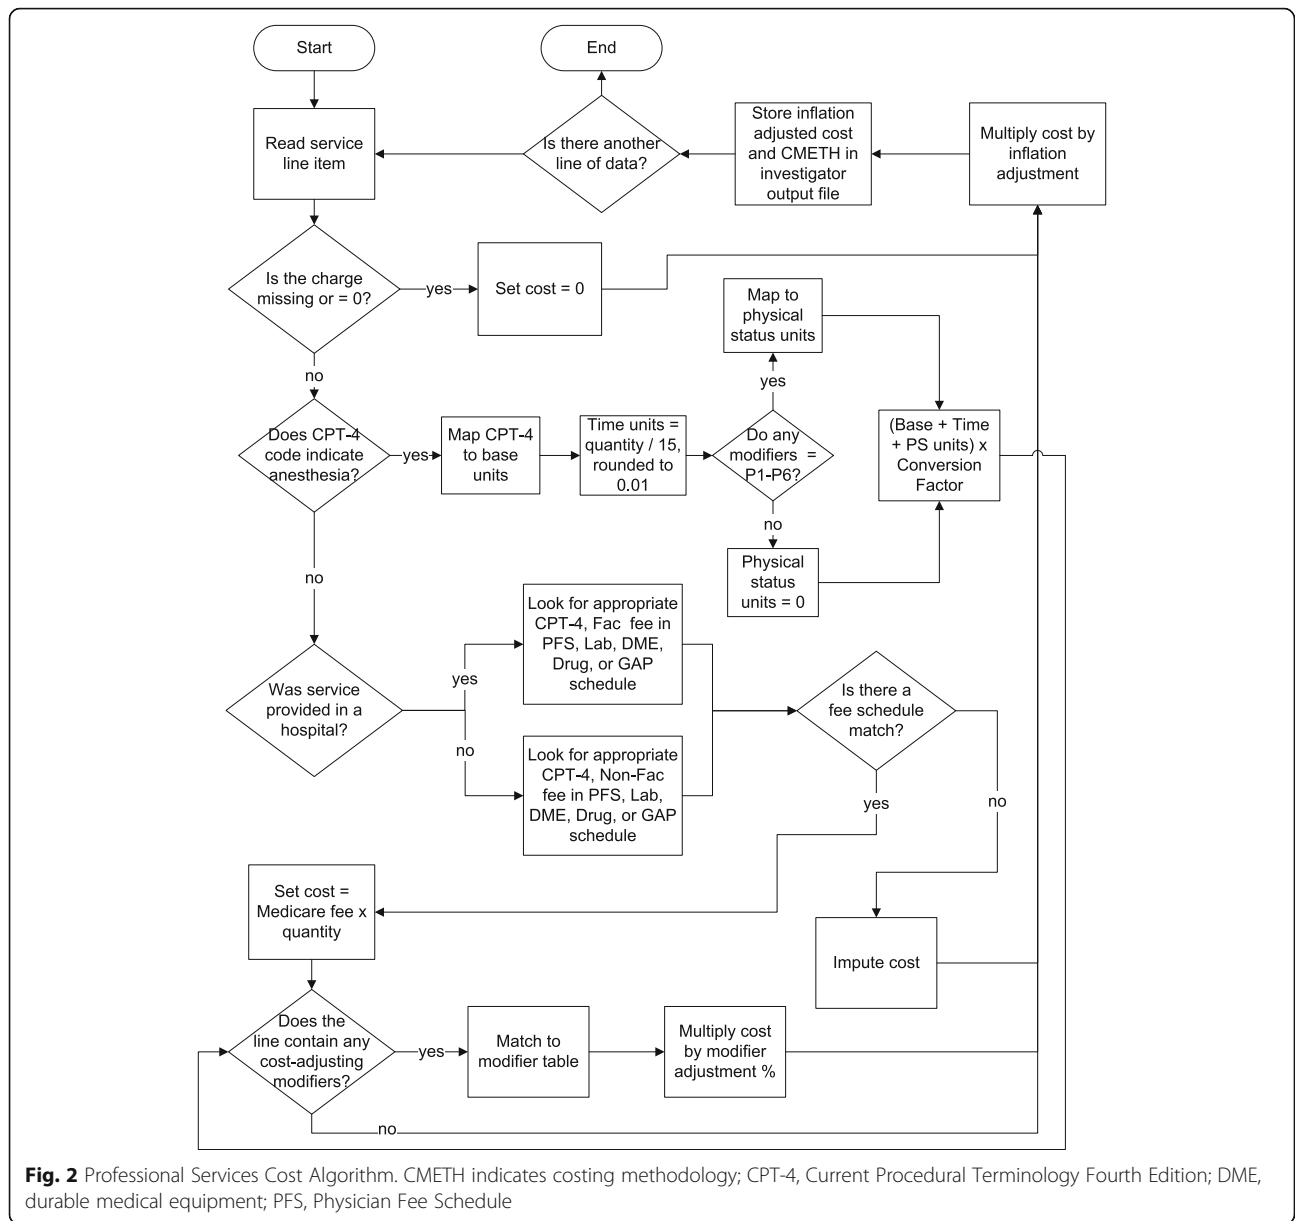 Start
End
Read service
line item
Is there another
line of data?
Store inflation
adjusted cost
and CMETH in
investigator
output file
Multiply cost by
inflation
adjustment
Is the charge
missing or = 0?
yes
Set cost = 0
no
Map to
physical
status units
yes
Does CPT-4
code indicate
anesthesia?
yes
Map CPT-4
to base
units
Time units =
quantity / 15,
rounded to
0.01
Do any
modifiers =
P1-P6?
(Base + Time
+ PS units) x
Conversion
Factor
no
Physical
status
units = 0
no
Was service
provided in a
hospital?
yes
Look for appropriate
CPT-4, Fac fee in
PFS, Lab, DME,
Drug, or GAP
schedule
no
Look for appropriate
CPT-4, Non-Fac
fee in PFS, Lab,
DME, Drug, or GAP
schedule
Is there a
fee schedule
match?
yes
no
Set cost =
Medicare fee x
quantity
Impute cost
Does the
line contain any
cost-adjusting
modifiers?
yes
Match to
modifier table
Multiply cost
by modifier
adjustment %
no
Fig. 2 Professional Services Cost Algorithm. CMETH indicates costing methodology; CPT-4, Current Procedural Terminology Fourth Edition; DME,
durable medical equipment; PFS, Physician Fee Schedule